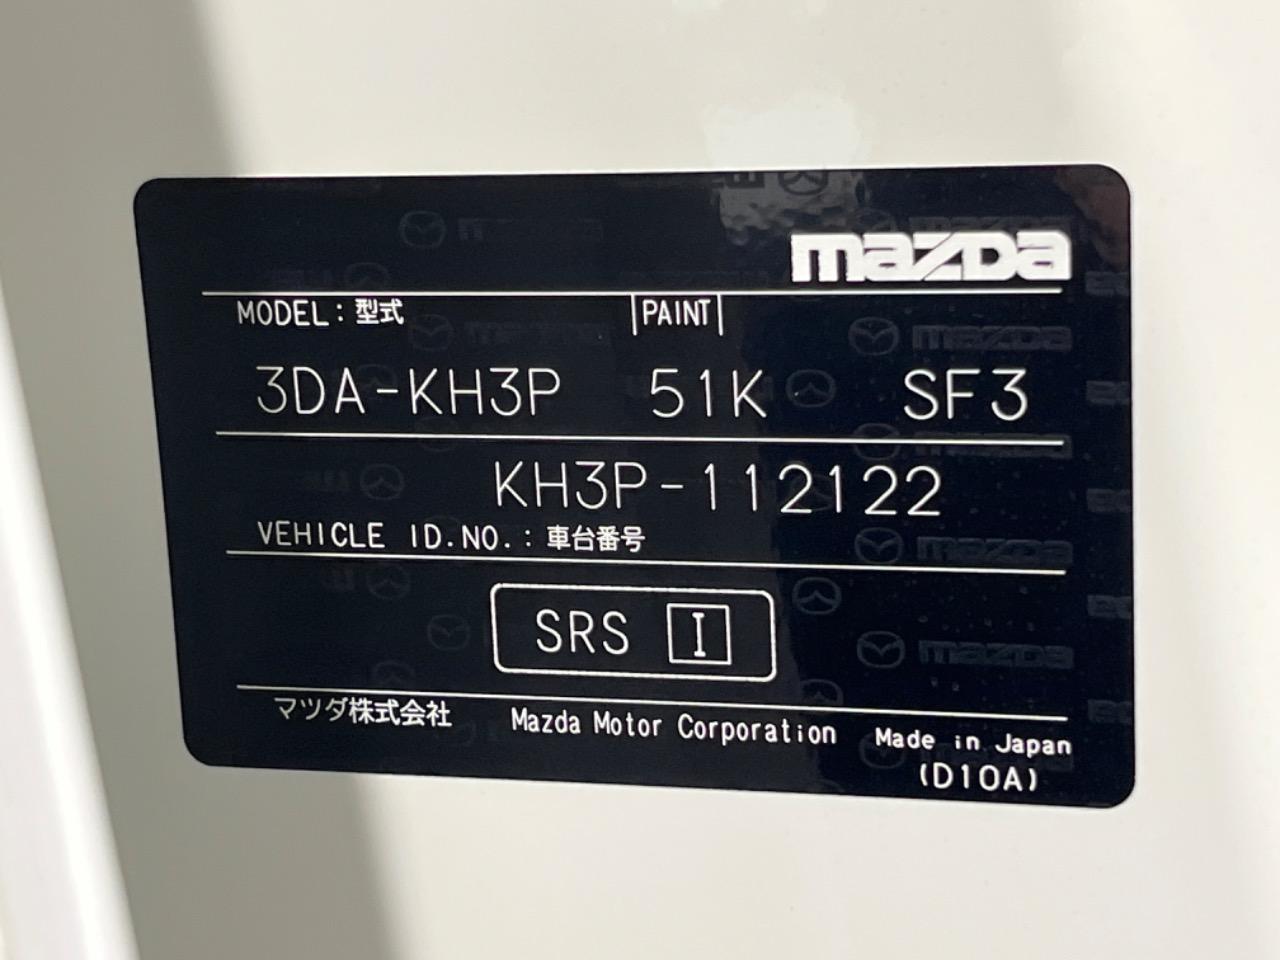 mazda
MODEL: 型式 PAINT
3DA-KH3P 51K SF3
KH3P-112122
VEHICLE ID.NO.: 車台番号
SRS I
マツダ株式会社 Mazda Motor Corporation Made in Japan
(D10A)